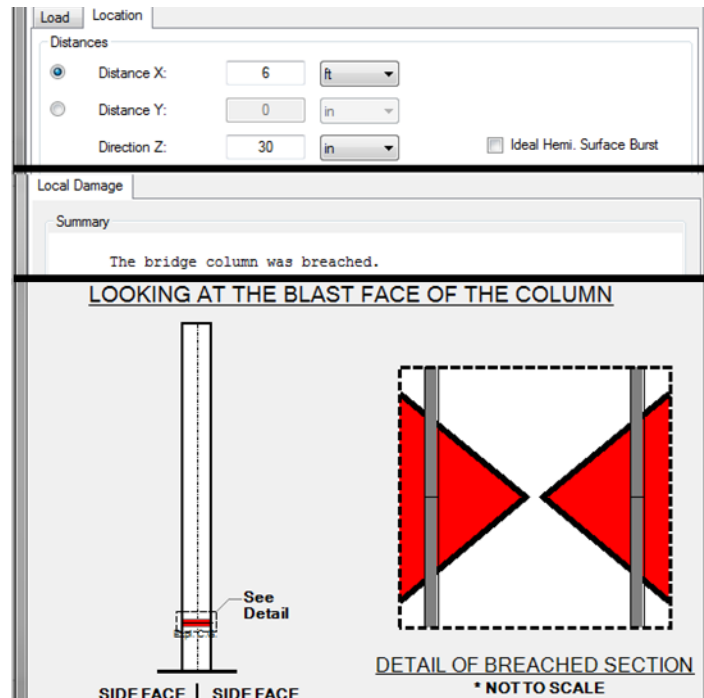 Load Location
Distances
Distance X: 6 ft
Distance Y: 0 in
Direction Z: 30 in Ideal Hemi. Surface Burst
Local Damage
Summary
The bridge column was breached.
LOOKING AT THE BLAST FACE OF THE COLUMN
See
Detail
DETAIL OF BREACHED SECTION
* NOT TO SCALE
SIDE FACE SIDE FACE